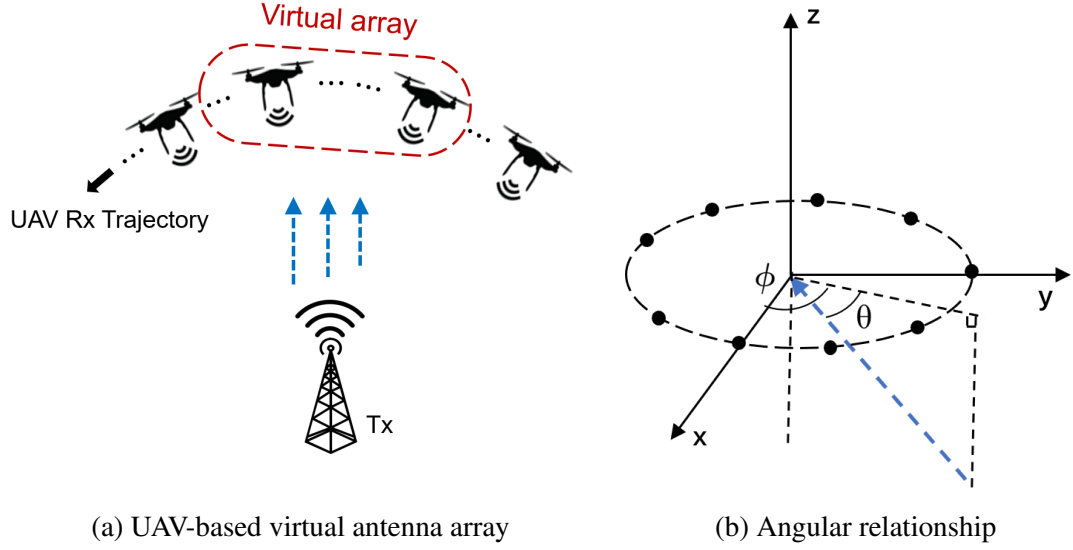 Virtual array
UAV Rx Trajectory
Tx
z
ϕ
θ
y
x
(a) UAV-based virtual antenna array
(b) Angular relationship